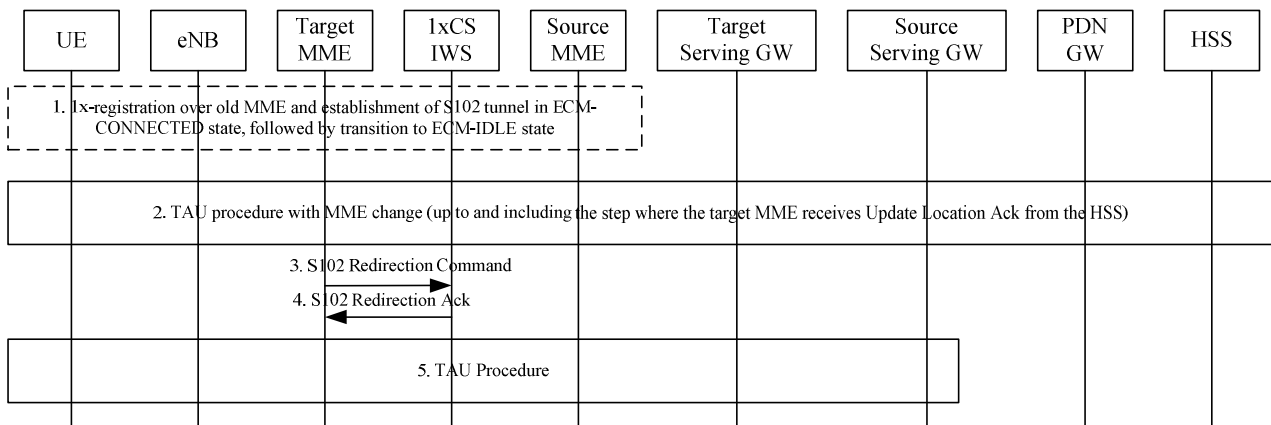 UE
eNB
Target
MME
1xCS
IWS
Source
MME
Target
Serving GW
Source
Serving GW
PDN
GW
HSS
1. 1x-registration over old MME and establishment of S102 tunnel in ECM-
CONNECTED state, followed by transition to ECM-IDLE state
2. TAU procedure with MME change (up to and including the step where the target MME receives Update Location Ack from the HSS)
3. S102 Redirection Command
4. S102 Redirection Ack
5. TAU Procedure